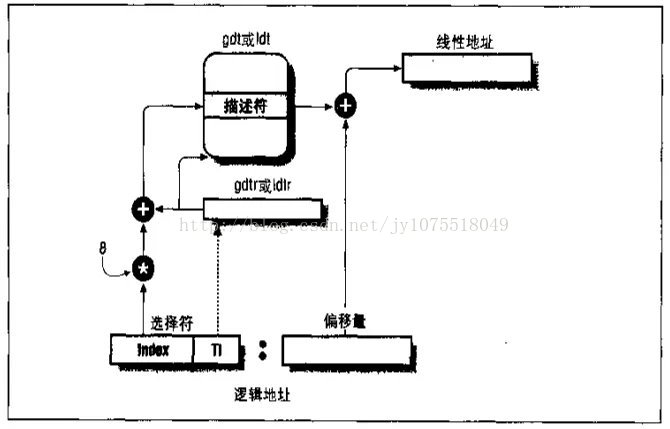 gdt或ldt
线性地址
描述符
+
gdtr或ldtr
+
http://blog.csdn.net/jy1075518049
8
*
选择符
偏移量
Index
TI
:
逻辑地址